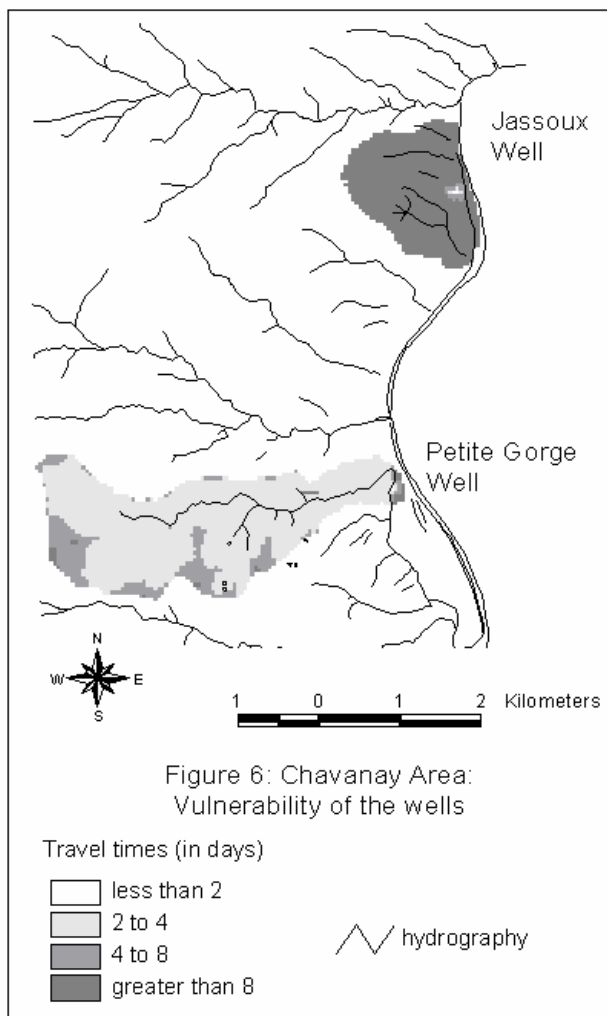 Jassoux
Well
Petite Gorge
Well
N
W E
S
1 0 1 2 Kilometers
Figure 6: Chavanay Area:
Vulnerability of the wells
Travel times (in days)
less than 2
2 to 4
4 to 8
greater than 8
hydrography